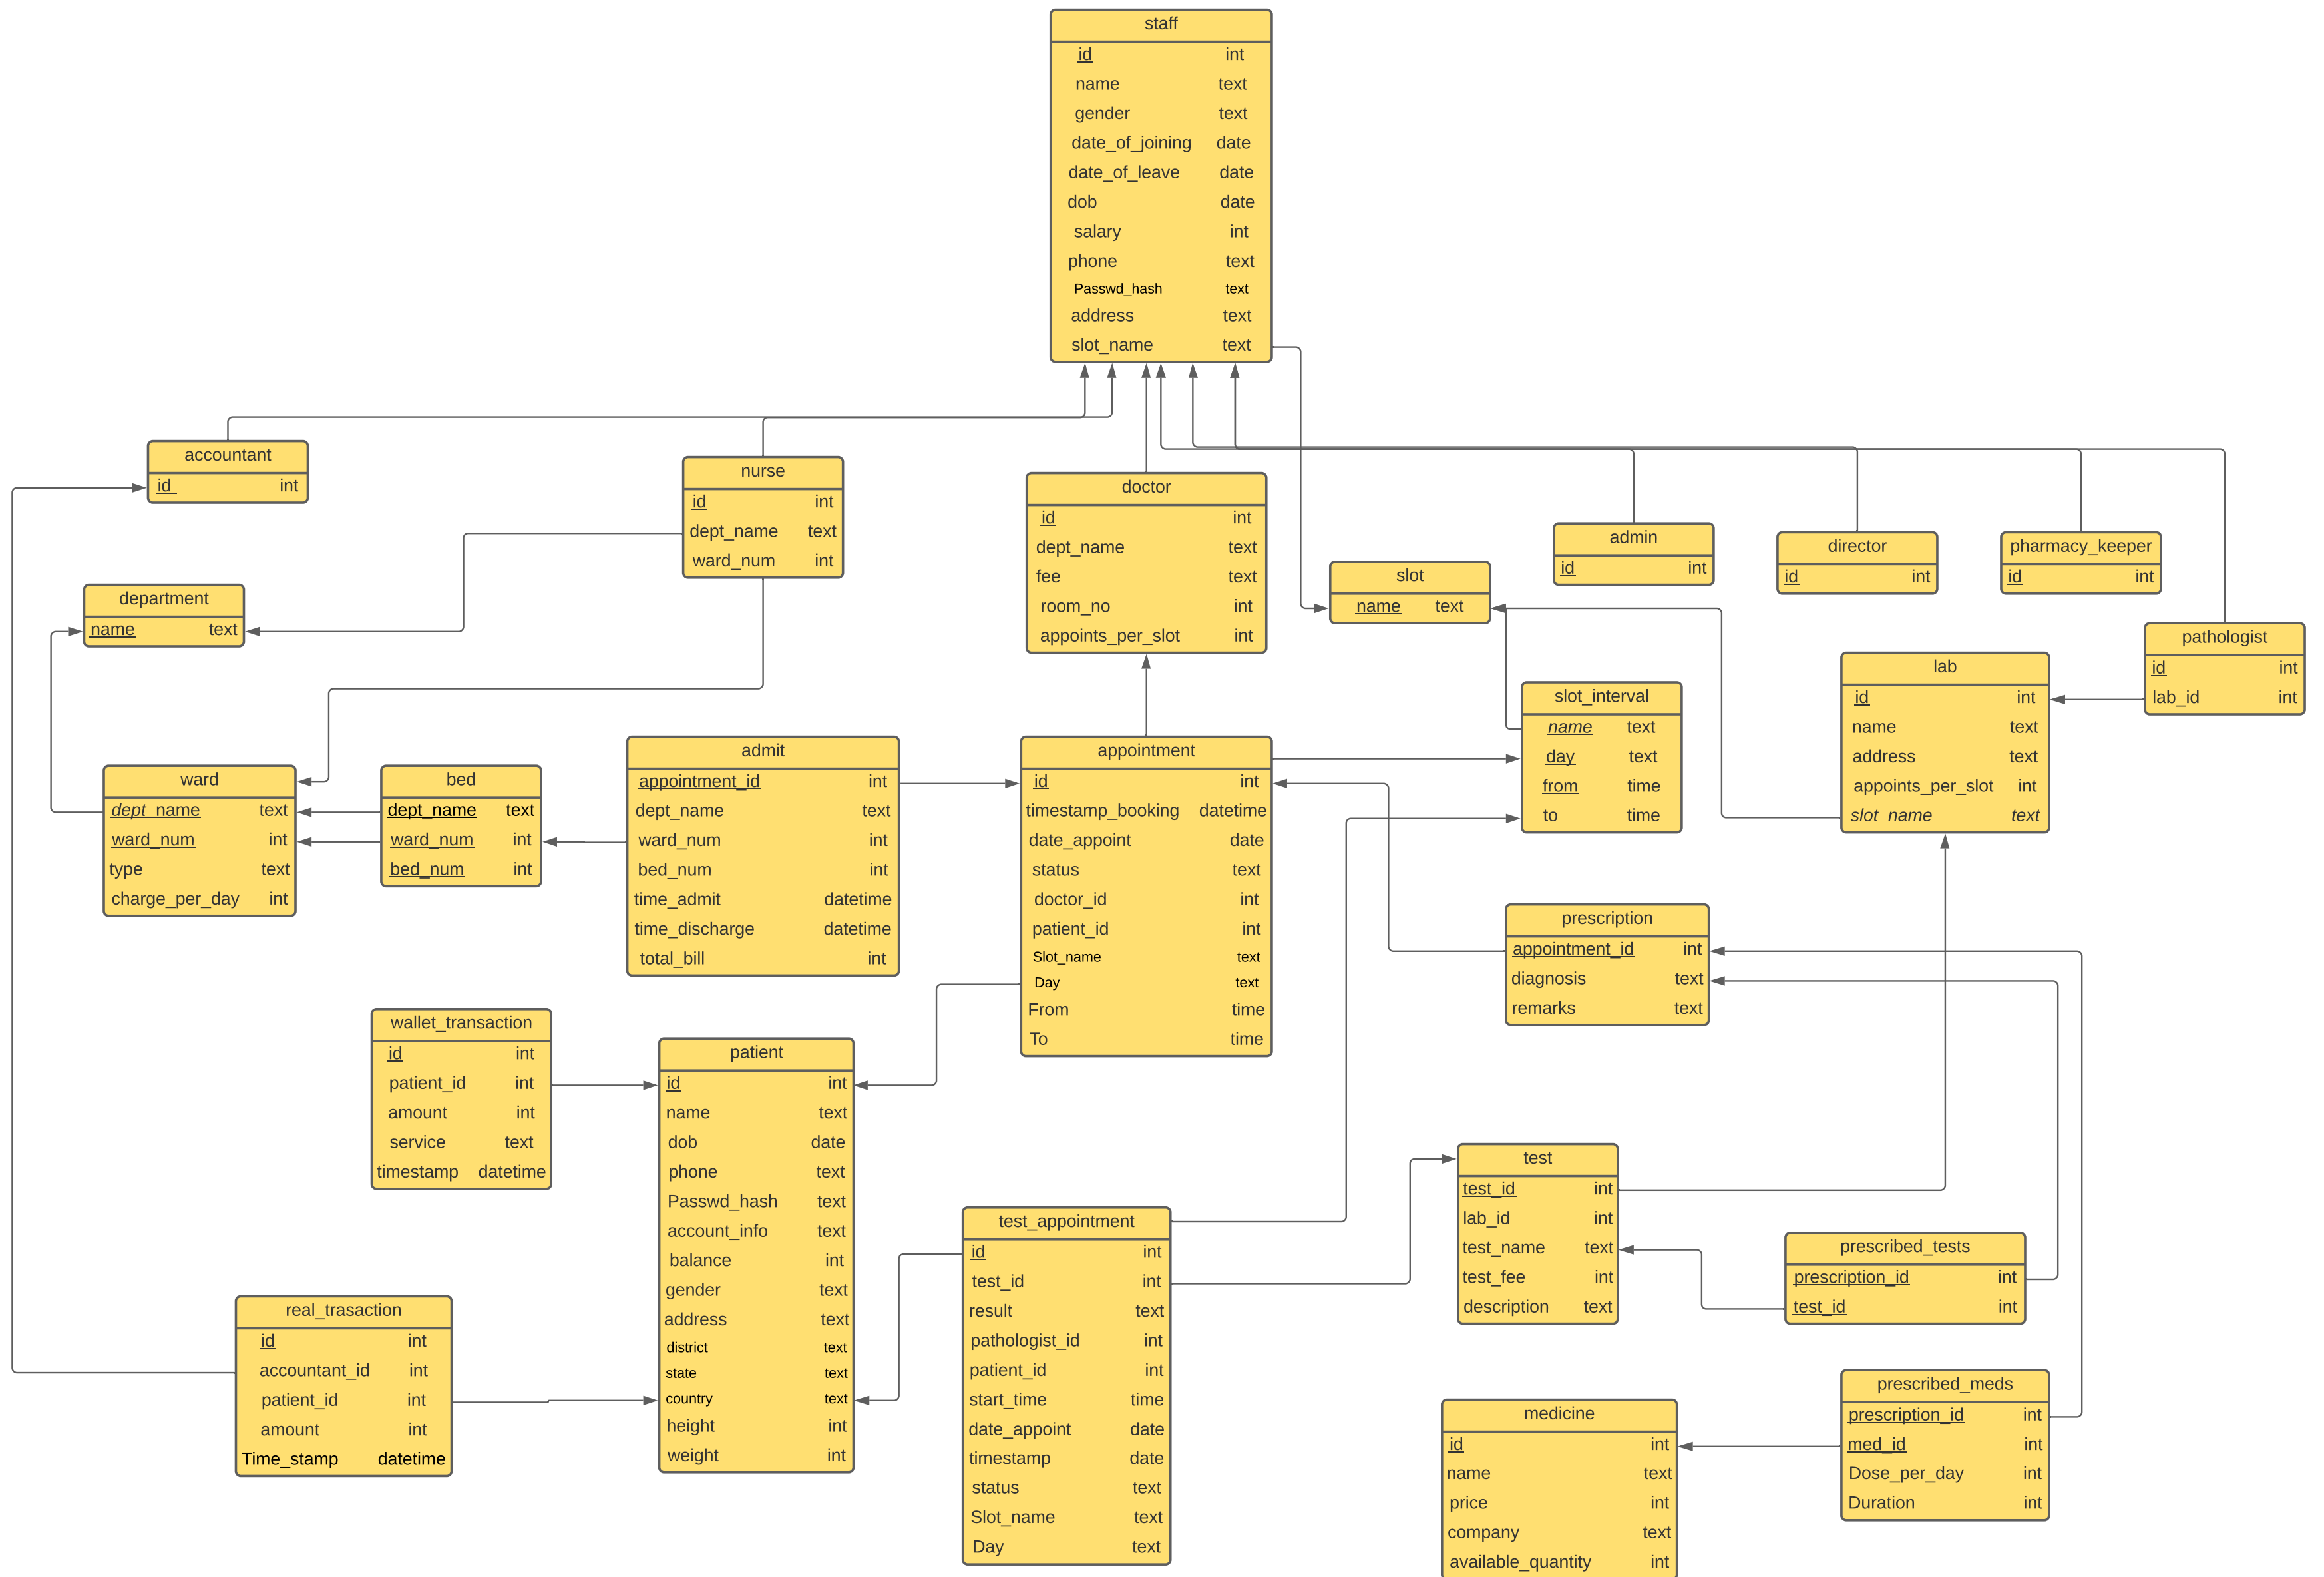 staff
id int
name text
gender text
date_of_joining date
date_of_leave date
dob date
salary int
phone text
Passwd_hash text
address text
slot_name text
accountant
id int
nurse
id int
dept_name text
ward_num int
doctor
id int
dept_name text
fee text
room_no int
appoints_per_slot int
admin
id int
director
id int
pharmacy_keeper
id int
slot
name text
department
name text
pathologist
id int
lab_id int
lab
id int
name text
address text
appoints_per_slot int
slot_name text
slot_interval
name text
day text
from time
to time
ward
dept_name text
ward_num int
type text
charge_per_day int
bed
dept_name text
ward_num int
bed_num int
admit
appointment_id int
dept_name text
ward_num int
bed_num int
time_admit datetime
time_discharge datetime
total_bill int
appointment
id int
timestamp_booking datetime
date_appoint date
status text
doctor_id int
patient_id int
Slot_name text
Day text
From time
To time
prescription
appointment_id int
diagnosis text
remarks text
wallet_transaction
id int
patient_id int
amount int
service text
timestamp datetime
patient
id int
name text
dob date
phone text
Passwd_hash text
account_info text
balance int
gender text
address text
district text
state text
country text
height int
weight int
test
test_id int
lab_id int
test_name text
test_fee int
description text
test_appointment
id int
test_id int
result text
pathologist_id int
patient_id int
start_time time
date_appoint date
timestamp date
status text
Slot_name text
Day text
prescribed_tests
prescription_id int
test_id int
real_trasaction
id int
accountant_id int
patient_id int
amount int
Time_stamp datetime
prescribed_meds
prescription_id int
med_id int
Dose_per_day int
Duration int
medicine
id int
name text
price int
company text
available_quantity int